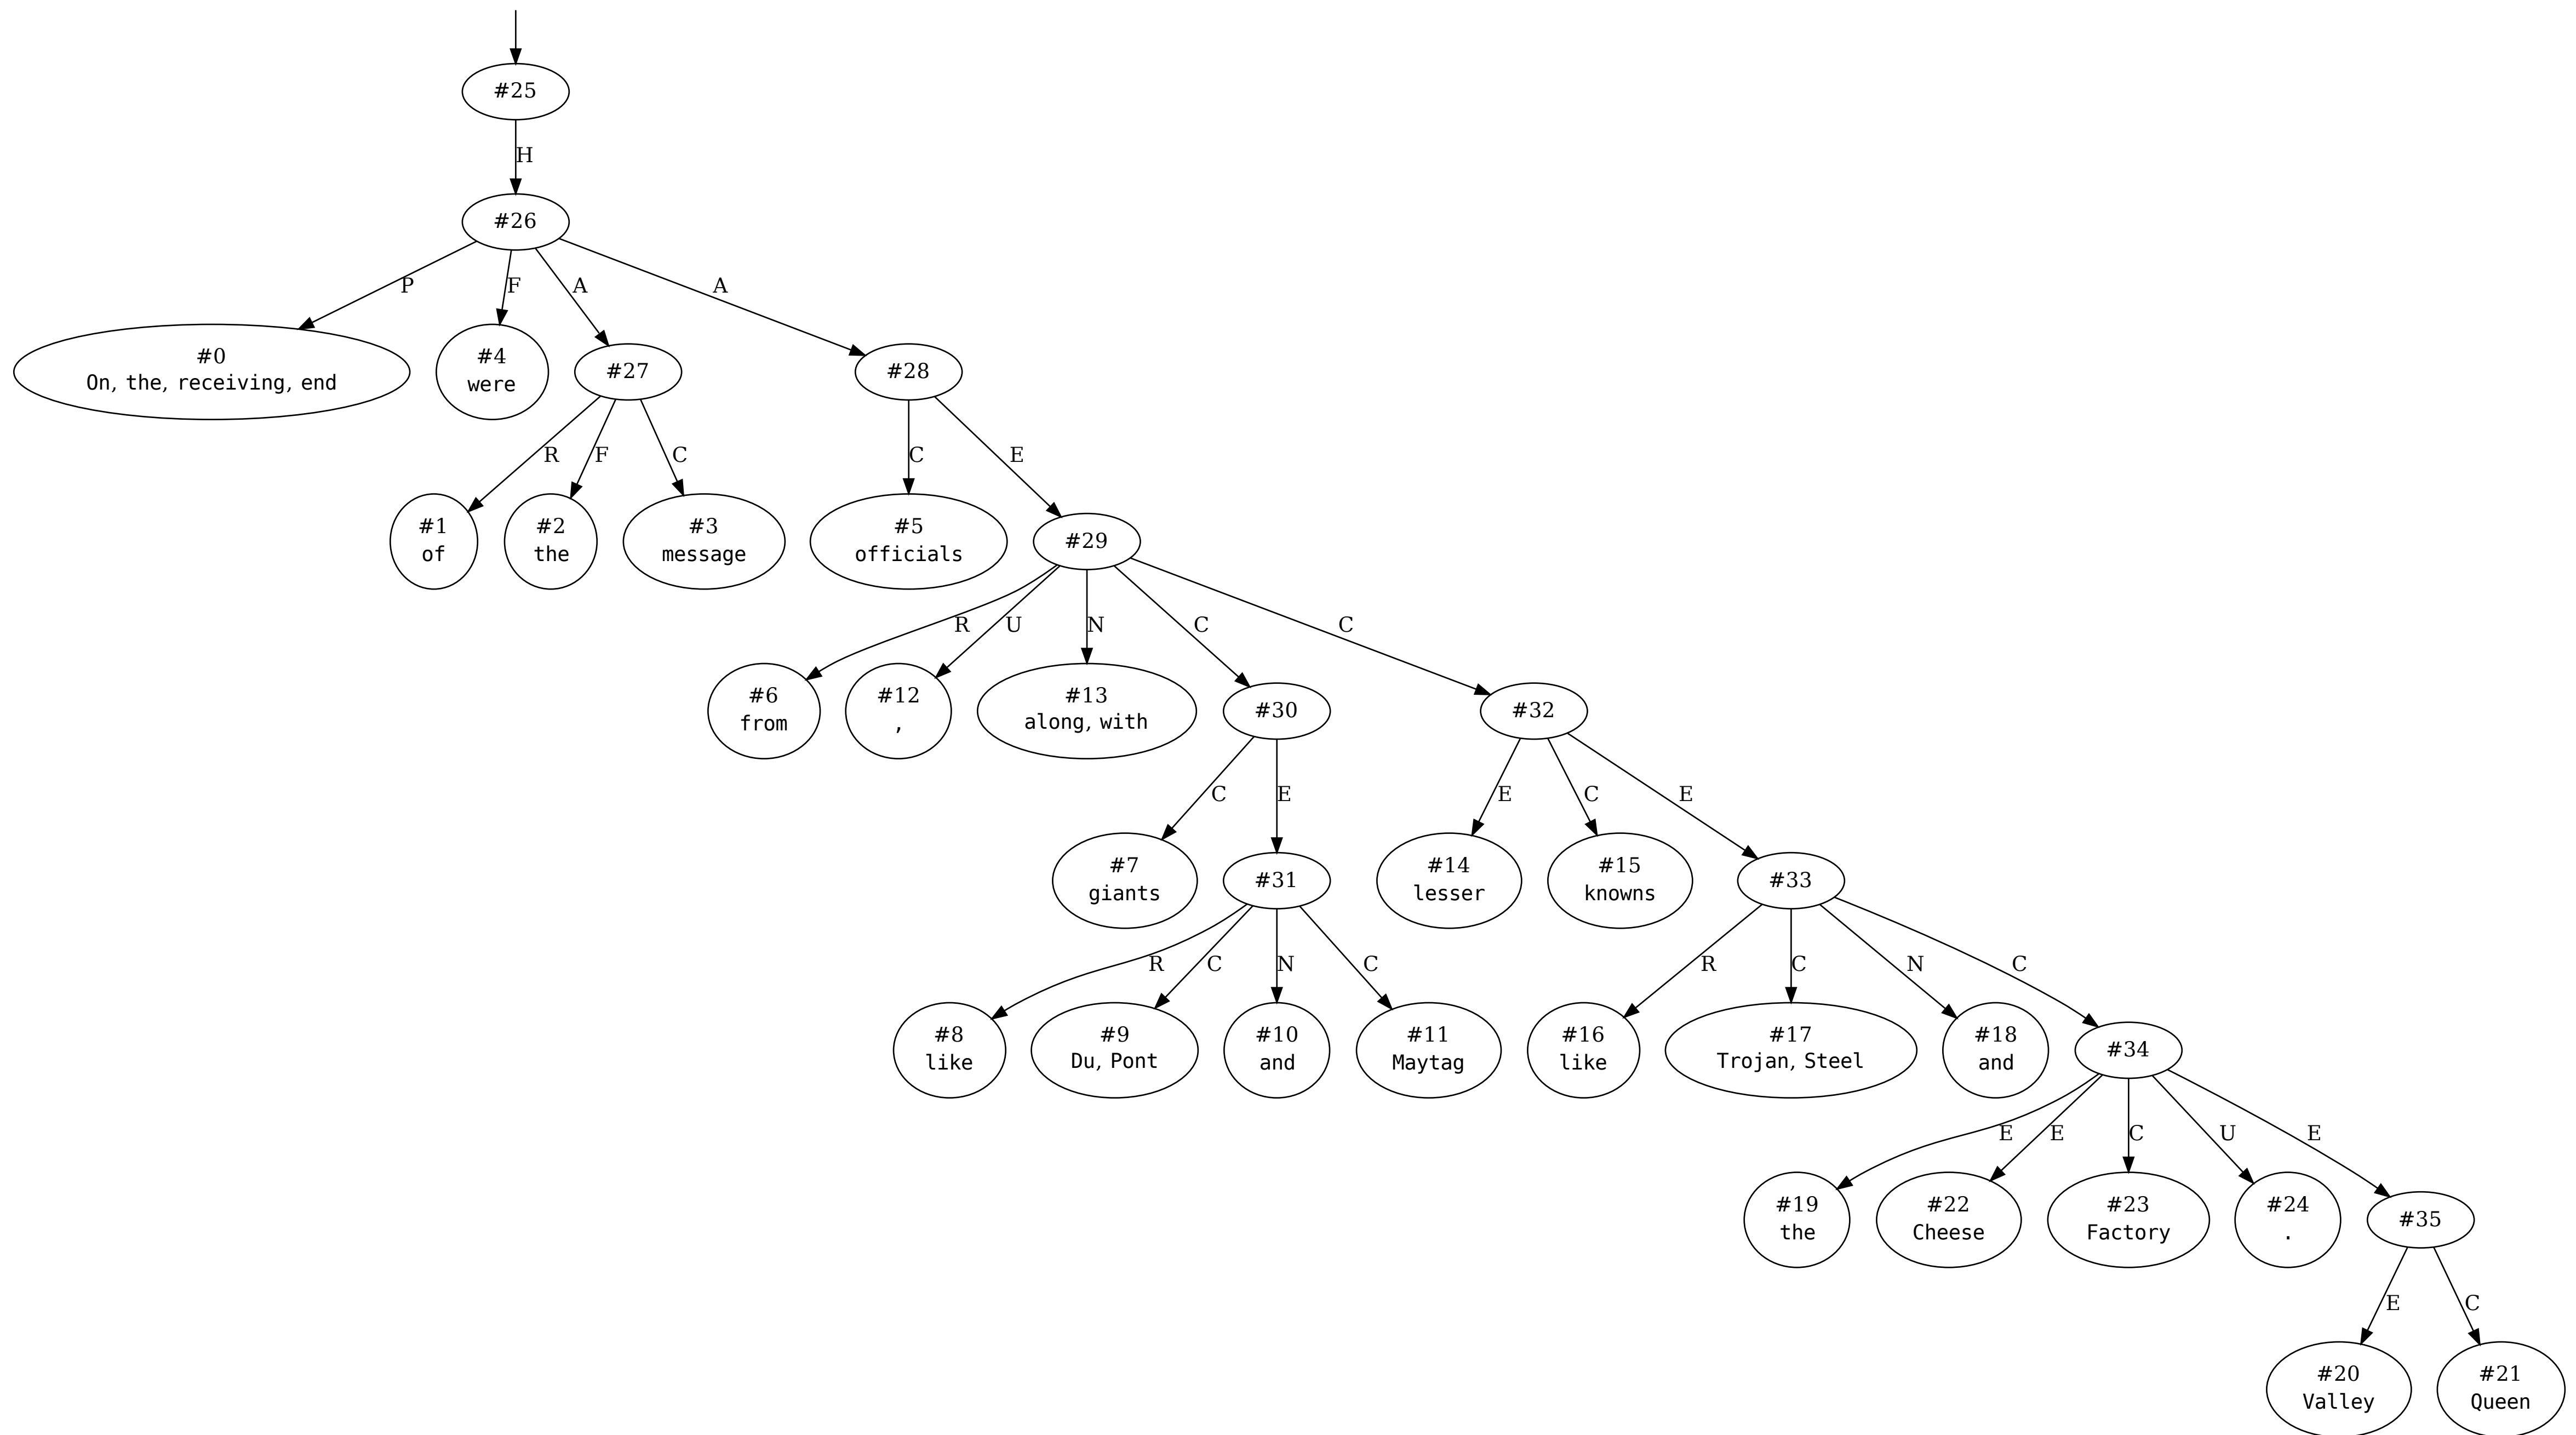 #25
H
#26
P
F
A
A
#0
On, the, receiving, end
#4
were
#27
#28
R
F
C
C
E
#1
of
#2
the
#3
message
#5
officials
#29
R
U
N
C
C
#6
from
#12
,
#13
along, with
#30
#32
C
E
E
C
E
#7
giants
#31
#14
lesser
#15
knowns
#33
R
C
N
C
R
C
N
C
#8
like
#9
Du, Pont
#10
and
#11
Maytag
#16
like
#17
Trojan, Steel
#18
and
#34
E
E
C
U
E
#19
the
#22
Cheese
#23
Factory
#24
.
#35
E
C
#20
Valley
#21
Queen